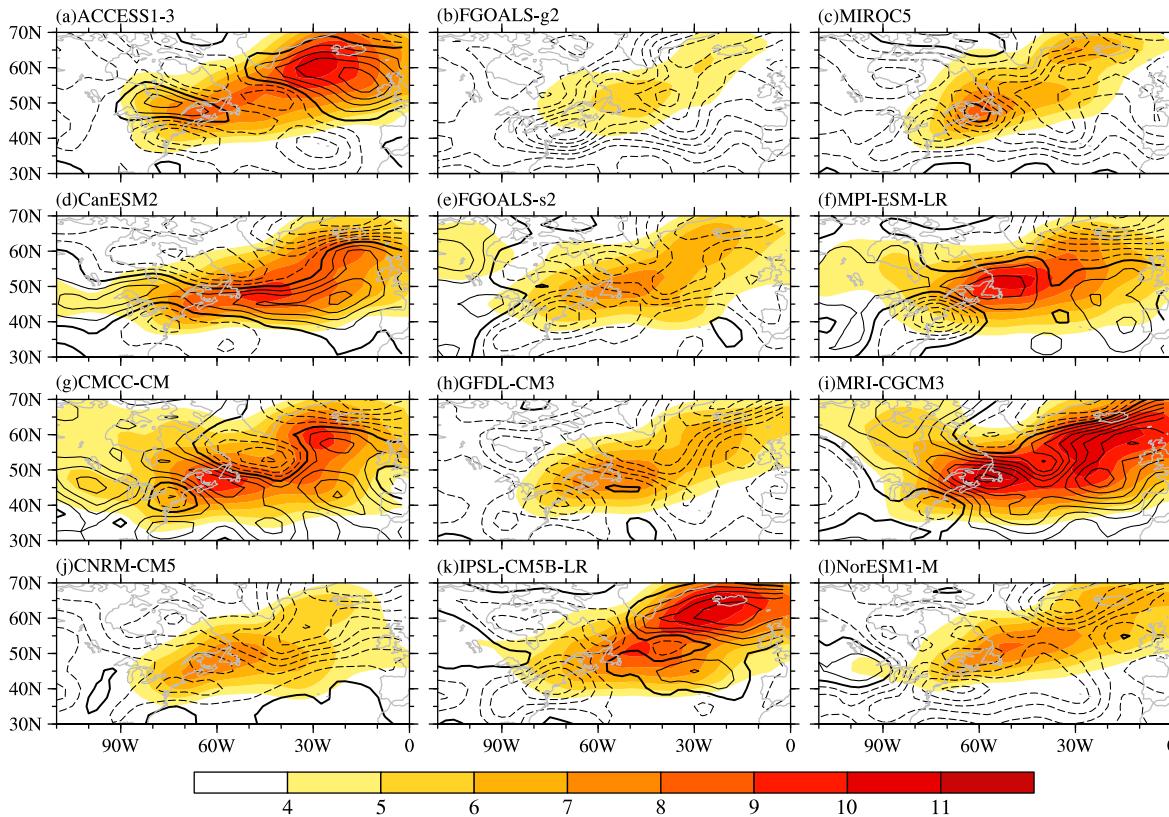 (a)ACCESS1-3 (b)FGOALS-g2 (c)MIROC5
70N
60N
50N
40N
30N
(d)CanESM2 (e)FGOALS-s2 (f)MPI-ESM-LR
70N
60N
50N
40N
30N
(g)CMCC-CM (h)GFDL-CM3 (i)MRI-CGCM3
70N
60N
50N
40N
30N
(j)CNRM-CM5 (k)IPSL-CM5B-LR (l)NorESM1-M
70N
60N
50N
40N
30N
90W 60W 30W 0 90W 60W 30W 0 90W 60W 30W 0
4 5 6 7 8 9 10 11